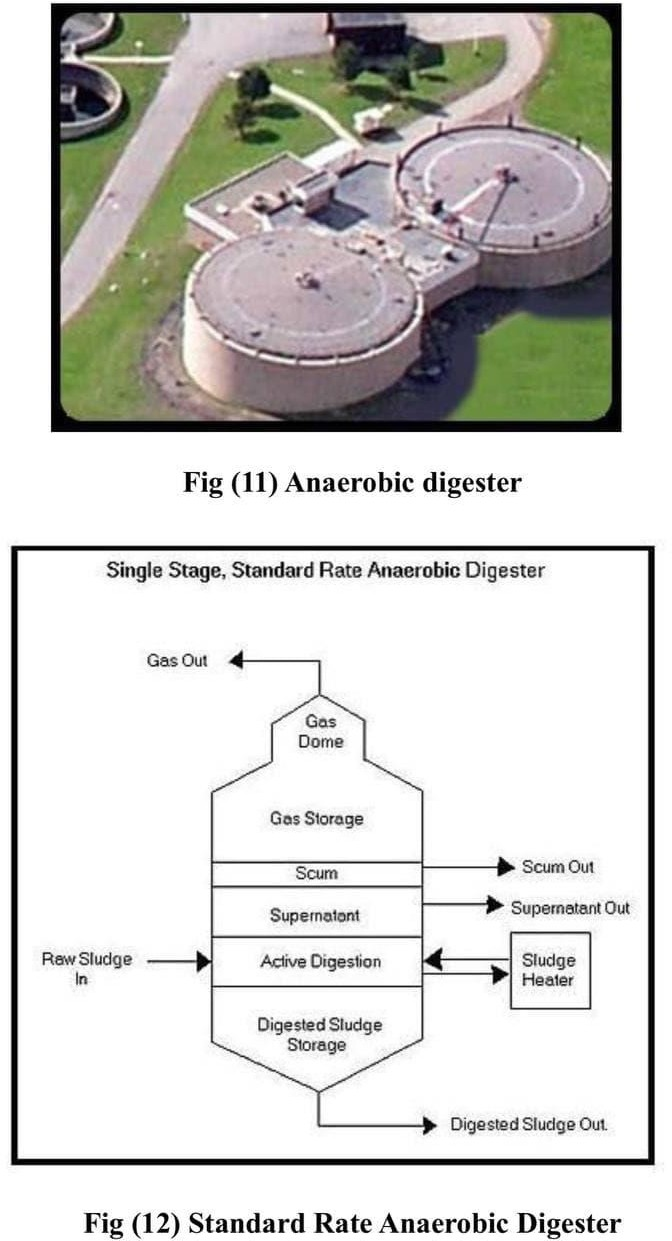 Fig (11) Anaerobic digester
Single Stage, Standard Rate Anaerobic Digester
Gas Out
Gas
Dome
Gas Storage
Scum
Scum Out
Supernatant
Supernatant Out
Raw Sludge
In
Active Digestion
Sludge
Heater
Digested Sludge
Storage
Digested Sludge Out.
Fig (12) Standard Rate Anaerobic Digester